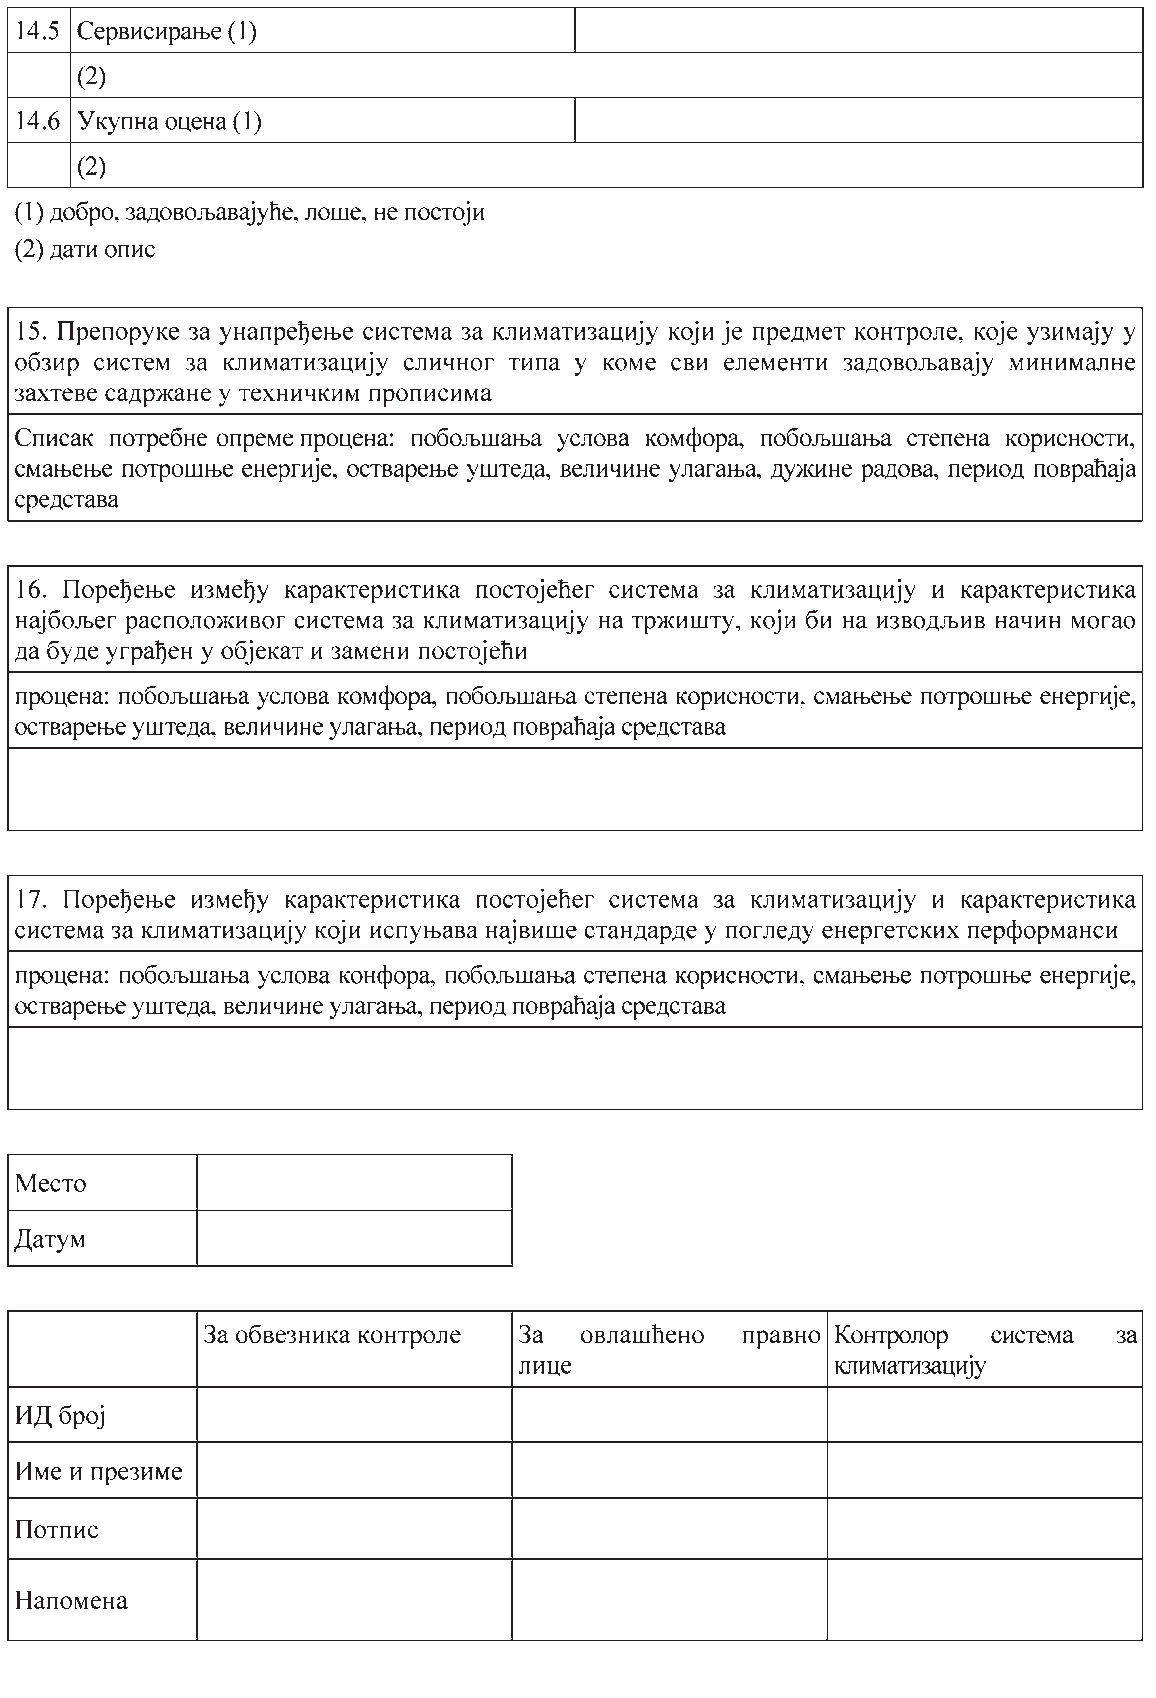 14.5 Сервисирање (1)
(2)
14.6 Укупна оцена (1)
(2)
(1) добро, задовољавајуће, лоше, не постоји
(2) дати опис
15. Препоруке за унапређење система за климатизацију који је предмет контроле, које узимају у
обзир систем за климатизацију сличног типа у коме сви елементи задовољавају минималне
захтеве садржане у техничким прописима
Списак потребне опреме процена: побољшања услова комфора, побољшања степена корисности,
смањење потрошње енергије, остварење уштеда, величине улагања, дужине радова, период повраћаја
средстава
16. Поређење између карактеристика постојећег система за климатизацију и карактеристика
најбољег расположивог система за климатизацију на тржишту, који би на изводљив начин могао
да буде уграђен у објекат и замени постојећи
процена: побољшања услова комфора, побољшања степена корисности, смањење потрошње енергије,
остварење уштеда, величине улагања, период повраћаја средстава
17. Поређење између карактеристика постојећег система за климатизацију и карактеристика
система за климатизацију који испуњава највише стандарде у погледу енергетских перформанси
процена: побољшања услова конфора, побољшања степена корисности, смањење потрошње енергије,
остварење уштеда, величине улагања, период повраћаја средстава
Место
Датум
За обвезника контроле
За овлашћено правно
лице
Контролор система за
климатизацију
ИД број
Име и презиме
Потпис
Напомена